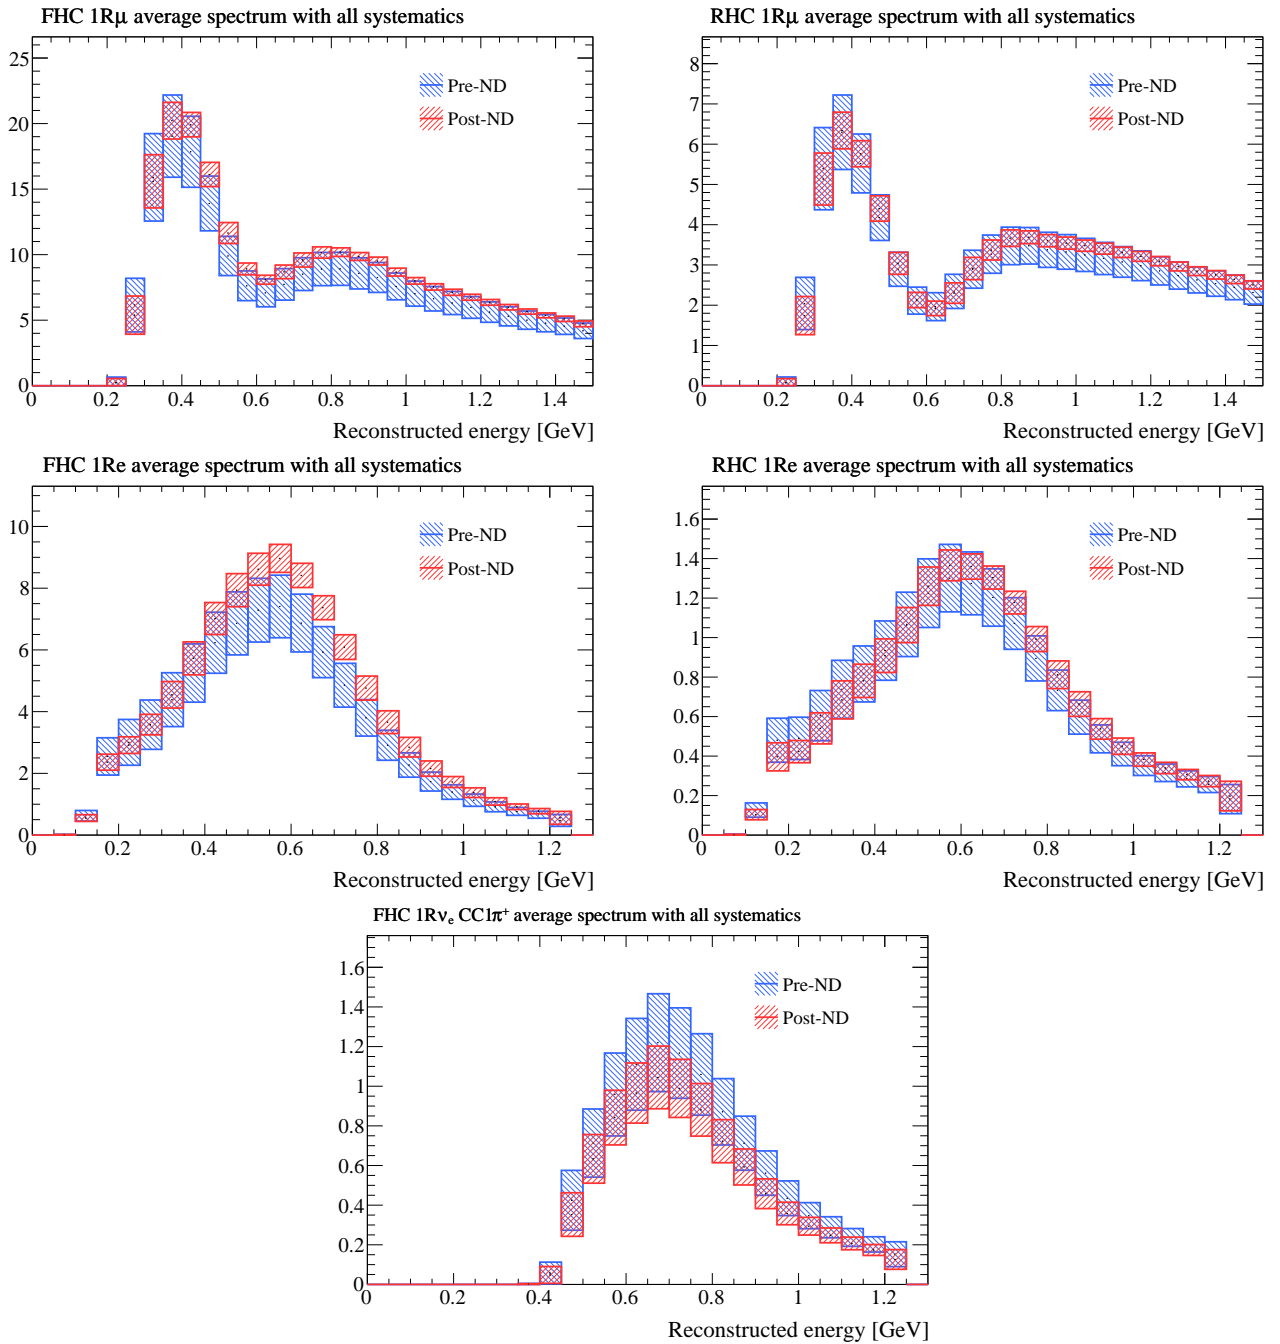 FHC 1Rμ average spectrum with all systematics
25
20
15
10
5
0
0 0.2 0.4 0.6 0.8 1 1.2 1.4
Reconstructed energy [GeV]
Pre-ND
Post-ND
RHC 1Rμ average spectrum with all systematics
8
7
6
5
4
3
2
1
0
0 0.2 0.4 0.6 0.8 1 1.2 1.4
Reconstructed energy [GeV]
Pre-ND
Post-ND
FHC 1Re average spectrum with all systematics
10
8
6
4
2
0
0 0.2 0.4 0.6 0.8 1 1.2
Reconstructed energy [GeV]
Pre-ND
Post-ND
RHC 1Re average spectrum with all systematics
1.6
1.4
1.2
1
0.8
0.6
0.4
0.2
0
0 0.2 0.4 0.6 0.8 1 1.2
Reconstructed energy [GeV]
Pre-ND
Post-ND
FHC 1Rνₑ CC1π⁺ average spectrum with all systematics
1.6
1.4
1.2
1
0.8
0.6
0.4
0.2
0
0 0.2 0.4 0.6 0.8 1 1.2
Reconstructed energy [GeV]
Pre-ND
Post-ND